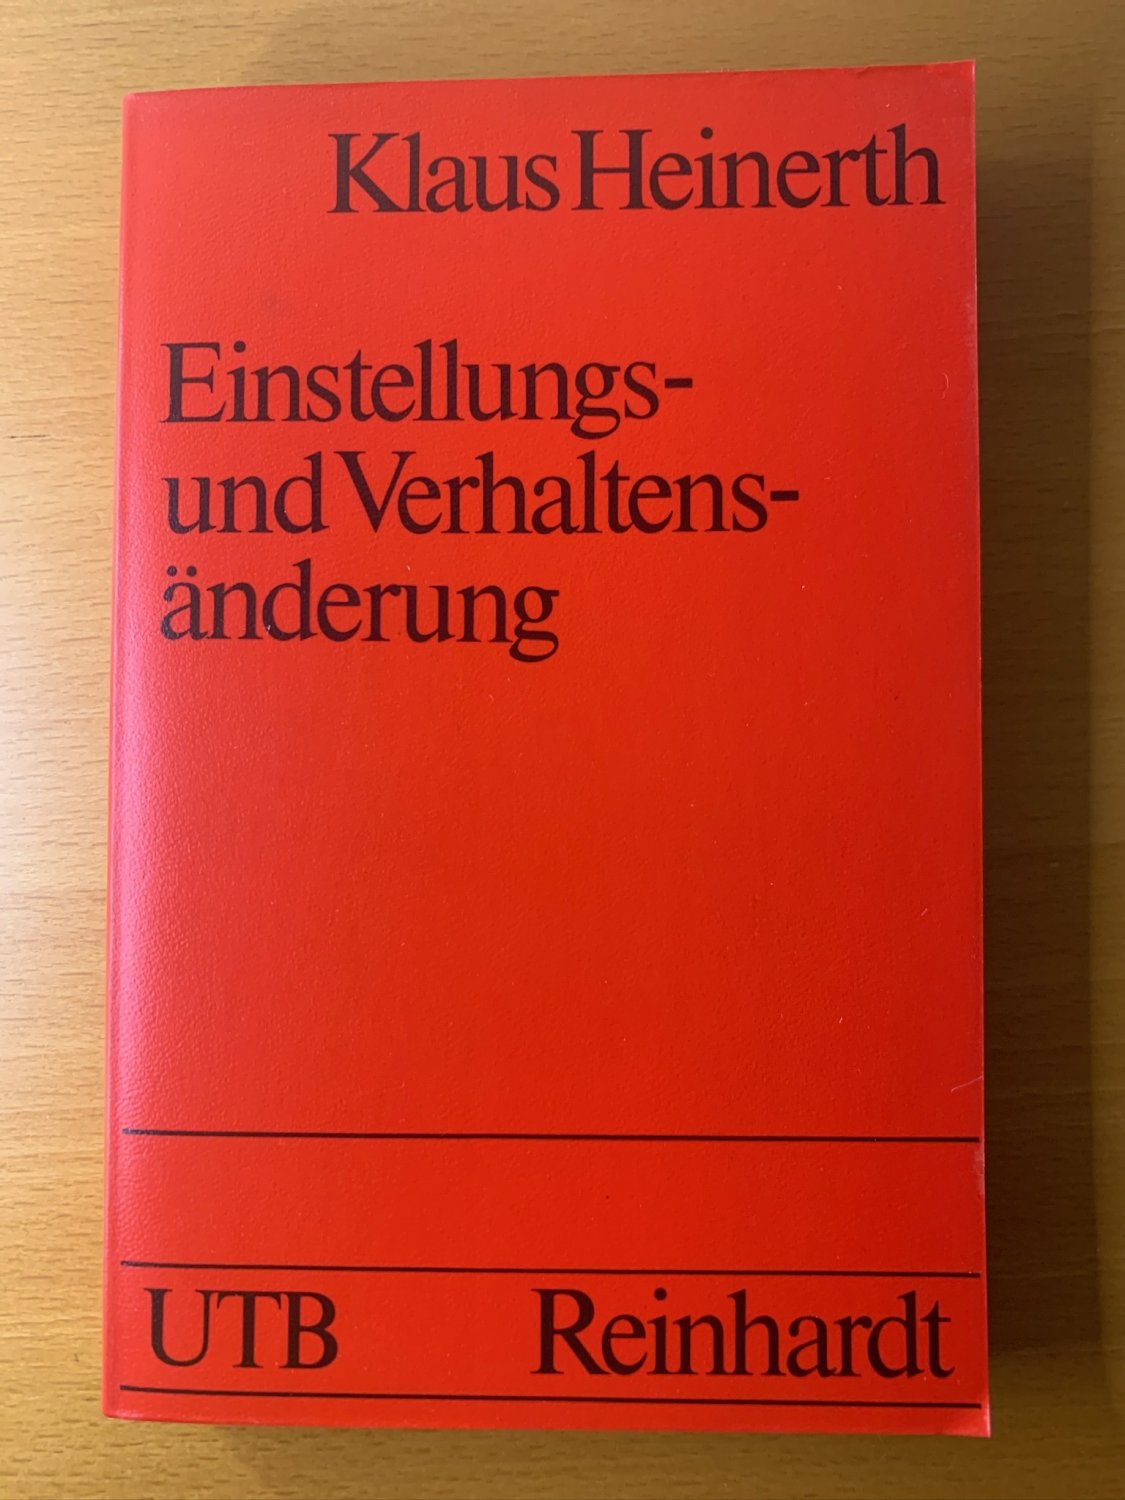 Klaus Heinerth
Einstellungs-
und Verhaltens-
änderung
UTB Reinhardt